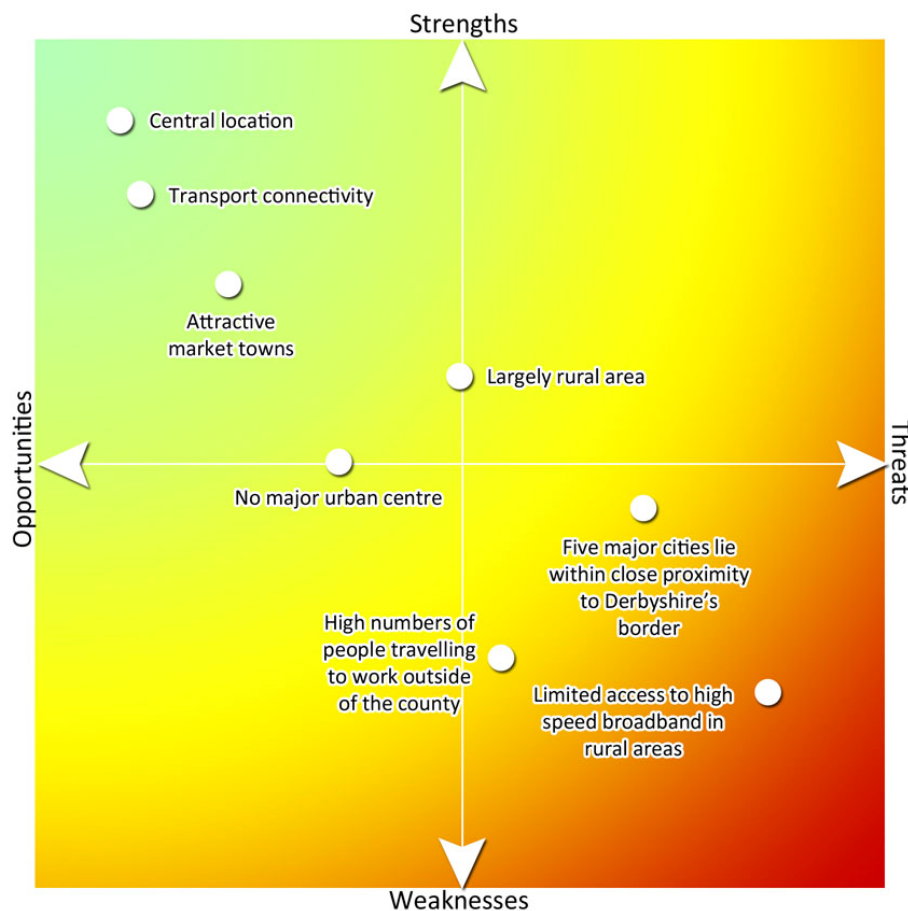 Strengths
Central location
Transport connectivity
Attractive
market towns
Largely rural area
Opportunities
Threats
No major urban centre
Five major cities lie
within close proximity
to Derbyshire’s
border
High numbers of
people travelling
to work outside
of the county
Limited access to high
speed broadband in
rural areas
Weaknesses